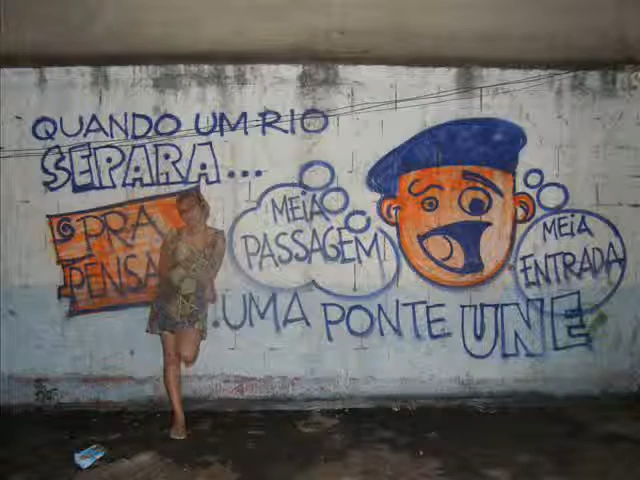 QUANDO UM RIO
SEPARA...
PRA
PENSA
MEIA
PASSAGEM
MEIA
ENTRADA
.UMA PONTE UNE